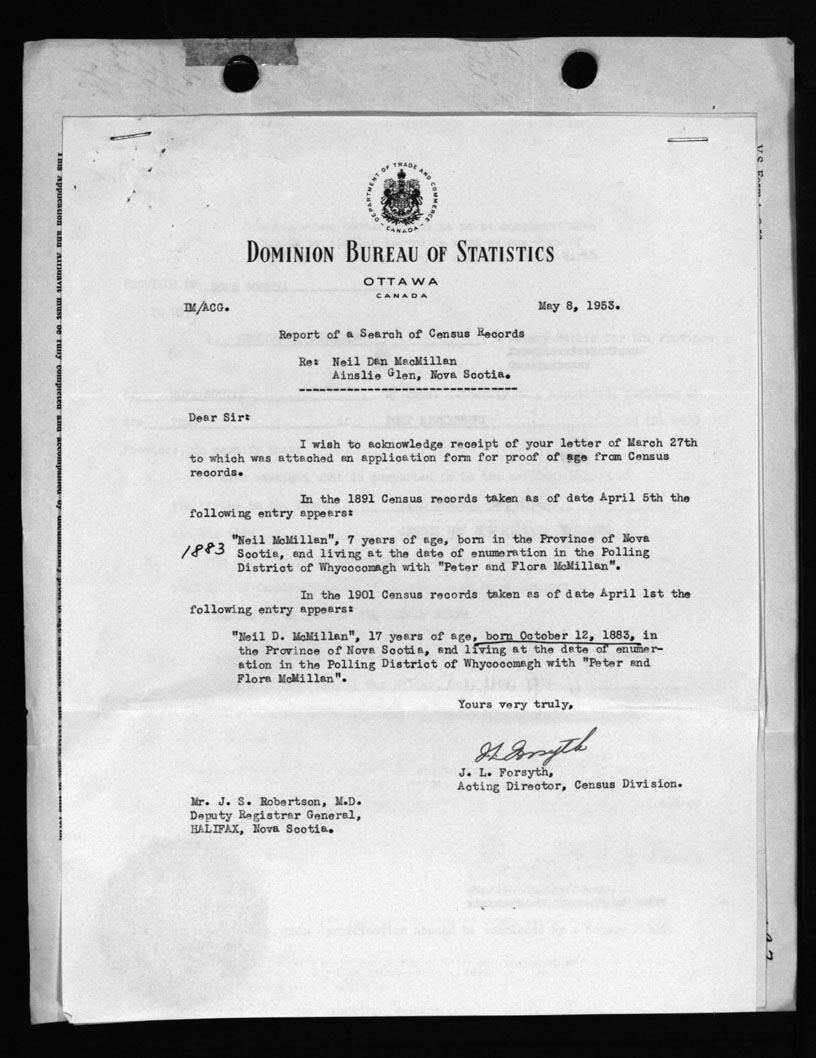 DEPARTMENT OF TRADE AND COMMERCE
CANADA
DOMINION BUREAU OF STATISTICS
OTTAWA
CANADA
IM/ACG.
May 8, 1953.
Report of a Search of Census Records
Re: Neil Dan MacMillan
Ainslie Glen, Nova Scotia.
Dear Sir:
I wish to acknowledge receipt of your letter of March 27th
to which was attached an application form for proof of age from Census
records.
In the 1891 Census records taken as of date April 5th the
following entry appears:
"Neil McMillan", 7 years of age, born in the Province of Nova
1883 Scotia, and living at the date of enumeration in the Polling
District of Whycocomagh with "Peter and Flora McMillan".
In the 1901 Census records taken as of date April 1st the
following entry appears:
"Neil D. McMillan", 17 years of age, born October 12, 1883, in
the Province of Nova Scotia, and living at the date of enumer-
ation in the Polling District of Whycocomagh with "Peter and
Flora McMillan".
Yours very truly,
JL Forsyth
J. L. Forsyth,
Acting Director, Census Division.
Mr. J. S. Robertson, M.D.
Deputy Registrar General,
HALIFAX, Nova Scotia.